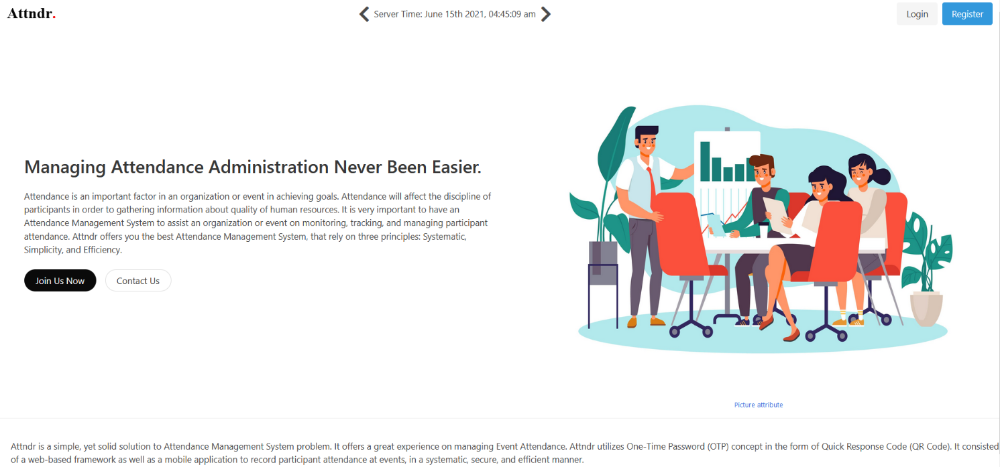 Attndr.
Server Time: June 15th 2021, 04:45:09 am
Login
Register
Managing Attendance Administration Never Been Easier.
Attendance is an important factor in an organization or event in achieving goals. Attendance will affect the discipline of
participants in order to gathering information about quality of human resources. It is very important to have an
Attendance Management System to assist an organization or event on monitoring, tracking, and managing participant
attendance. Attndr offers you the best Attendance Management System, that rely on three principles: Systematic,
Simplicity, and Efficiency.
Join Us Now
Contact Us
Picture attribute
Attndr is a simple, yet solid solution to Attendance Management System problem. It offers a great experience on managing Event Attendance. Attndr utilizes One-Time Password (OTP) concept in the form of Quick Response Code (QR Code). It consisted
of a web-based framework as well as a mobile application to record participant attendance at events, in a systematic, secure, and efficient manner.